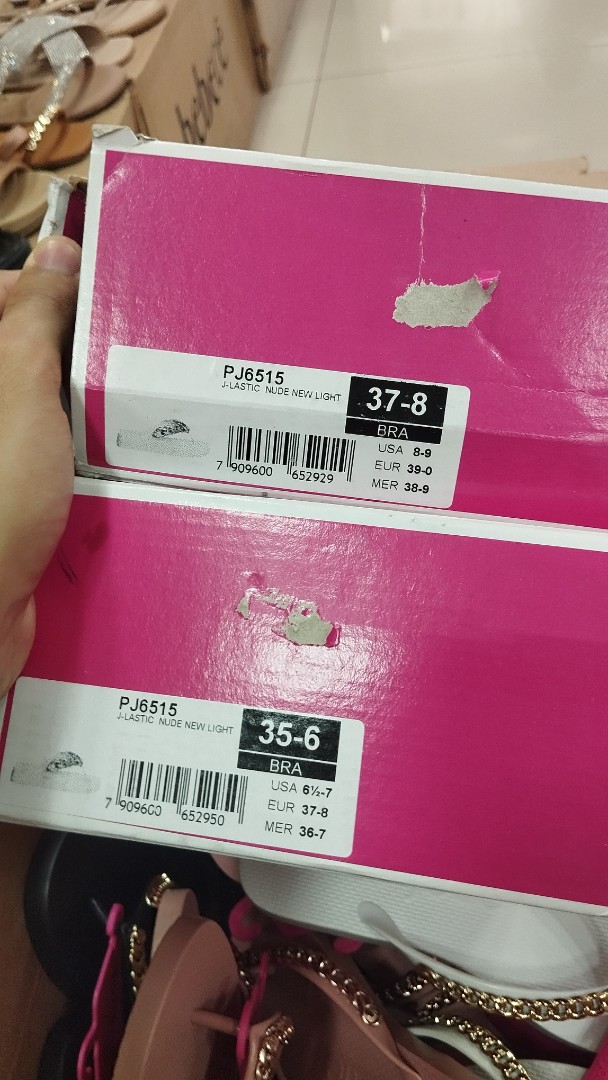 bebecê
PJ6515
J-LASTIC NUDE NEW LIGHT
37-8
BRA
USA 8-9
EUR 39-0
MER 38-9
7 909600 652929
PJ6515
J-LASTIC NUDE NEW LIGHT
35-6
BRA
USA 6½-7
EUR 37-8
MER 36-7
7 909600 652950